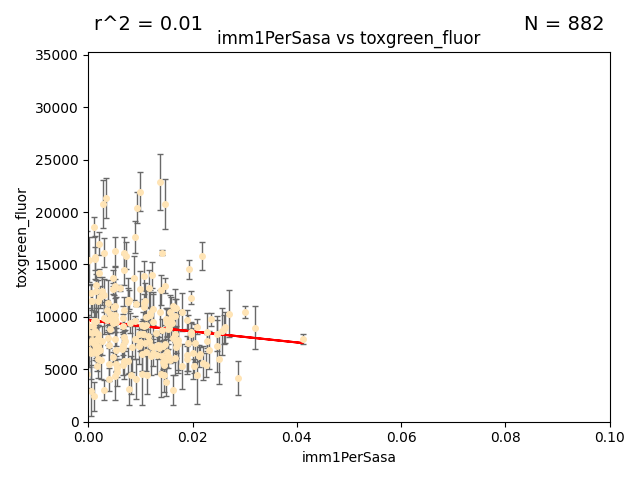 r^2 = 0.01
N = 882
imm1PerSasa vs toxgreen_fluor
35000
30000
25000
20000
15000
10000
5000
0
toxgreen_fluor
0.00 0.02 0.04 0.06 0.08 0.10
imm1PerSasa